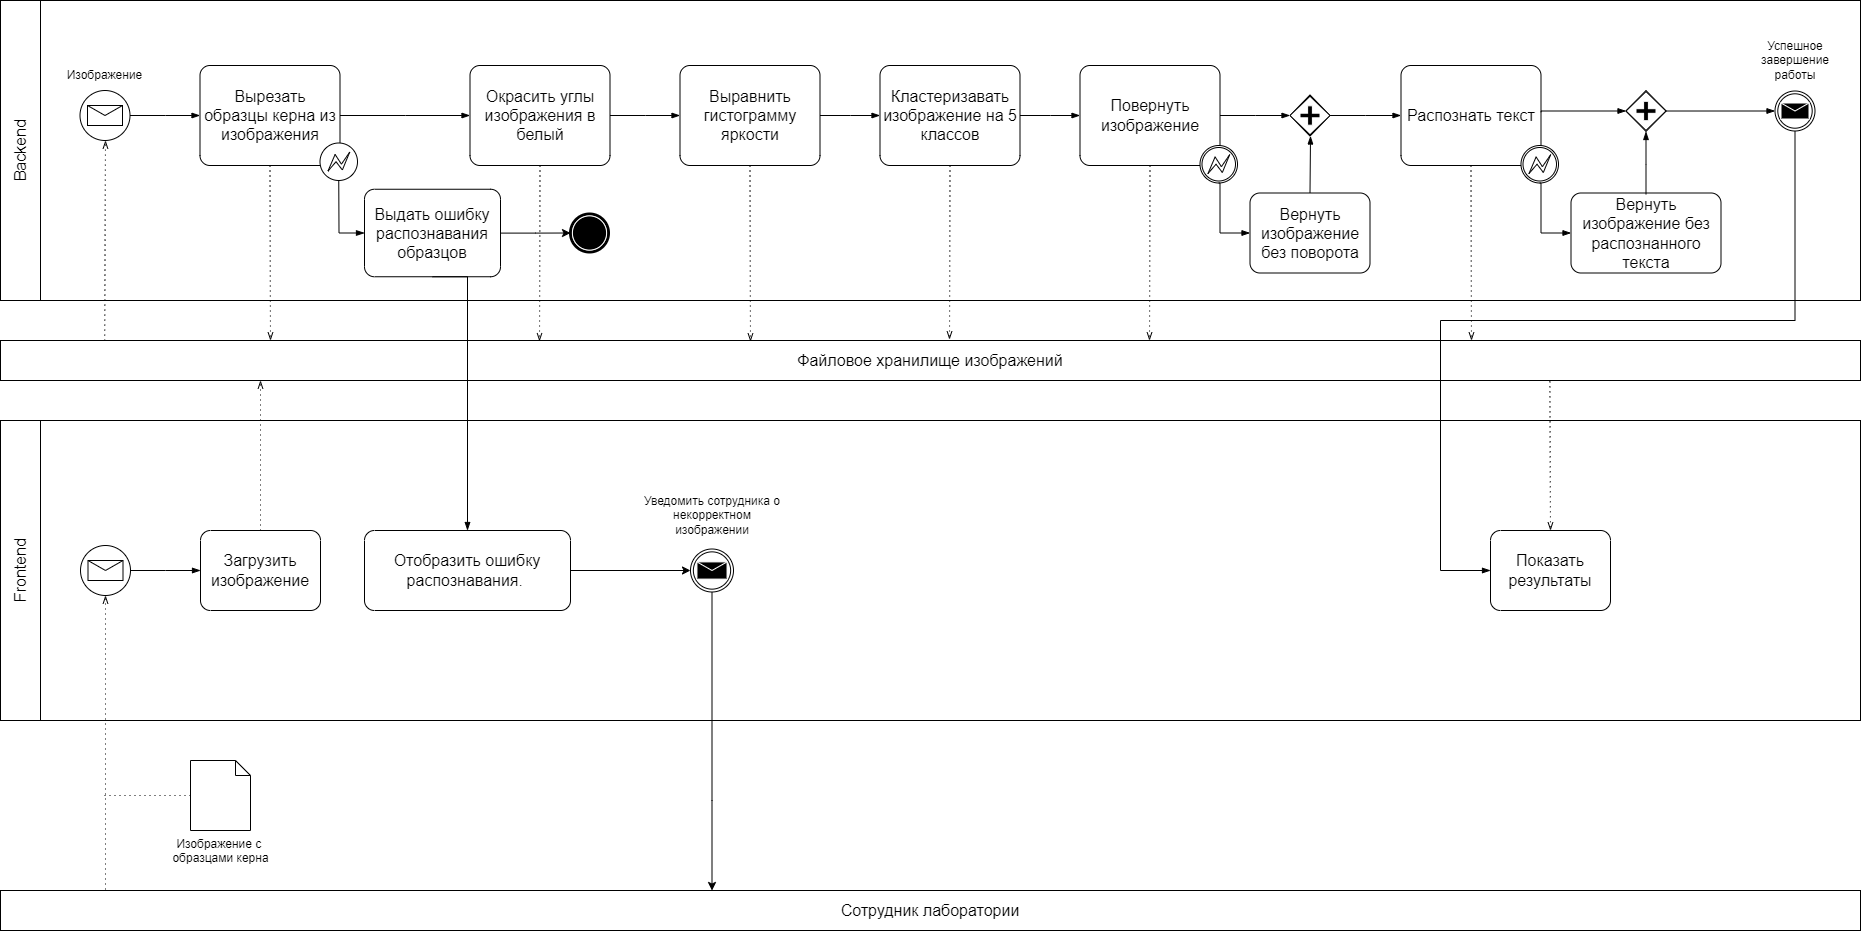 Backend
Изображение
Вырезать
образцы керна из
изображения
Окрасить углы
изображения в
белый
Выравнить
гистограмму
яркости
Кластеризавать
изображение на 5
классов
Повернуть
изображение
Распознать текст
Успешное
завершение
работы
Выдать ошибку
распознавания
образцов
Вернуть
изображение
без поворота
Вернуть
изображение без
распознанного
текста
Файловое хранилище изображений
Frontend
Загрузить
изображение
Отобразить ошибку
распознавания.
Уведомить сотрудника о
некорректном
изображении
Показать
результаты
Изображение с
образцами керна
Сотрудник лаборатории